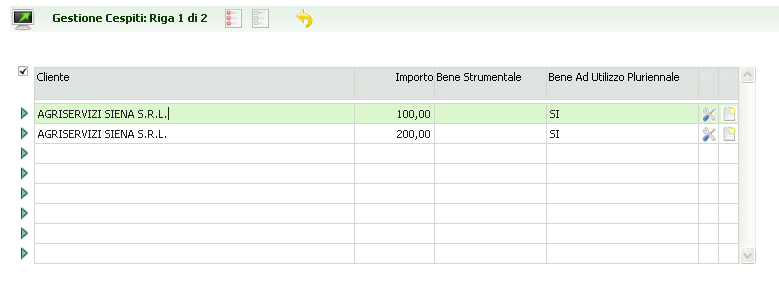 Gestione Cespiti: Riga 1 di 2
Cliente Importo Bene Strumentale Bene Ad Utilizzo Pluriennale
AGRISERVIZI SIENA S.R.L. 100,00 SI
AGRISERVIZI SIENA S.R.L. 200,00 SI